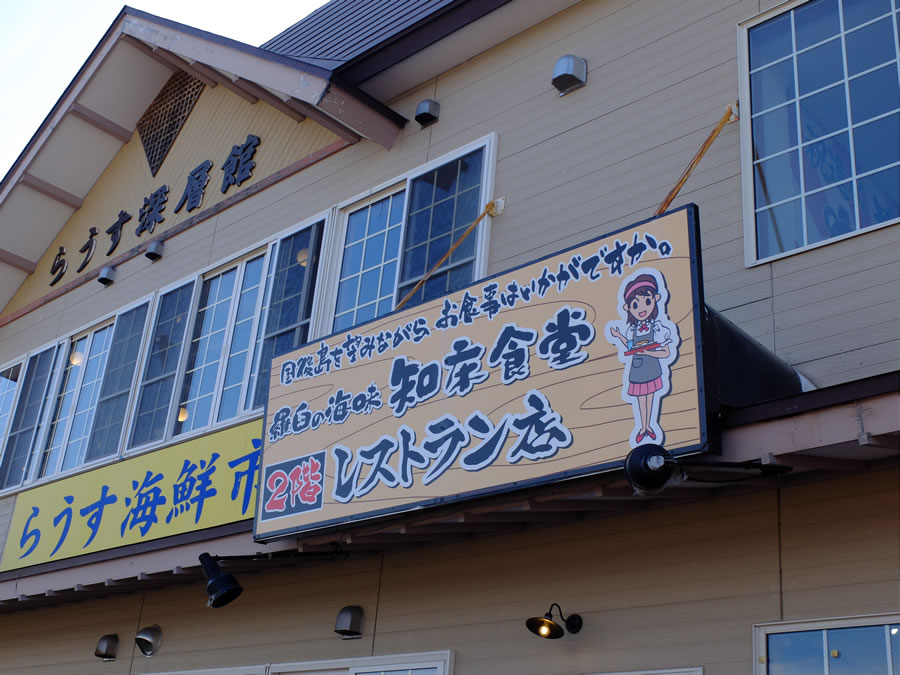 らうす深層館
国後島を望みながら お食事はいかがですか。
羅臼の海味 知床食堂
2階 レストラン店
らうす海鮮市